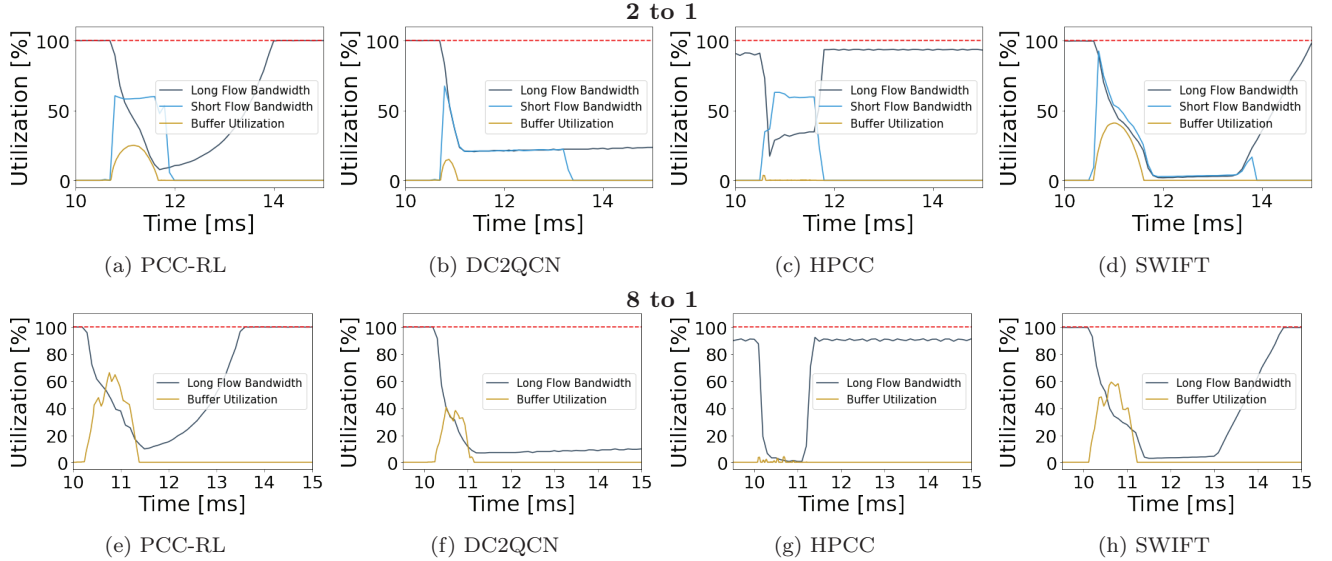 2 to 1
Utilization [%]
100
50
0
10
12
14
Time [ms]
Long Flow Bandwidth
Short Flow Bandwidth
Buffer Utilization
(a) PCC-RL
Utilization [%]
100
50
0
10
12
14
Time [ms]
Long Flow Bandwidth
Short Flow Bandwidth
Buffer Utilization
(b) DC2QCN
Utilization [%]
100
50
0
10
12
14
Time [ms]
Long Flow Bandwidth
Short Flow Bandwidth
Buffer Utilization
(c) HPCC
Utilization [%]
100
50
0
10
12
14
Time [ms]
Long Flow Bandwidth
Short Flow Bandwidth
Buffer Utilization
(d) SWIFT
8 to 1
Utilization [%]
100
80
60
40
20
0
10
11
12
13
14
15
Time [ms]
Long Flow Bandwidth
Buffer Utilization
(e) PCC-RL
Utilization [%]
100
80
60
40
20
0
10
11
12
13
14
15
Time [ms]
Long Flow Bandwidth
Buffer Utilization
(f) DC2QCN
Utilization [%]
100
80
60
40
20
0
10
11
12
13
14
15
Time [ms]
Long Flow Bandwidth
Buffer Utilization
(g) HPCC
Utilization [%]
100
80
60
40
20
0
10
11
12
13
14
15
Time [ms]
Long Flow Bandwidth
Buffer Utilization
(h) SWIFT